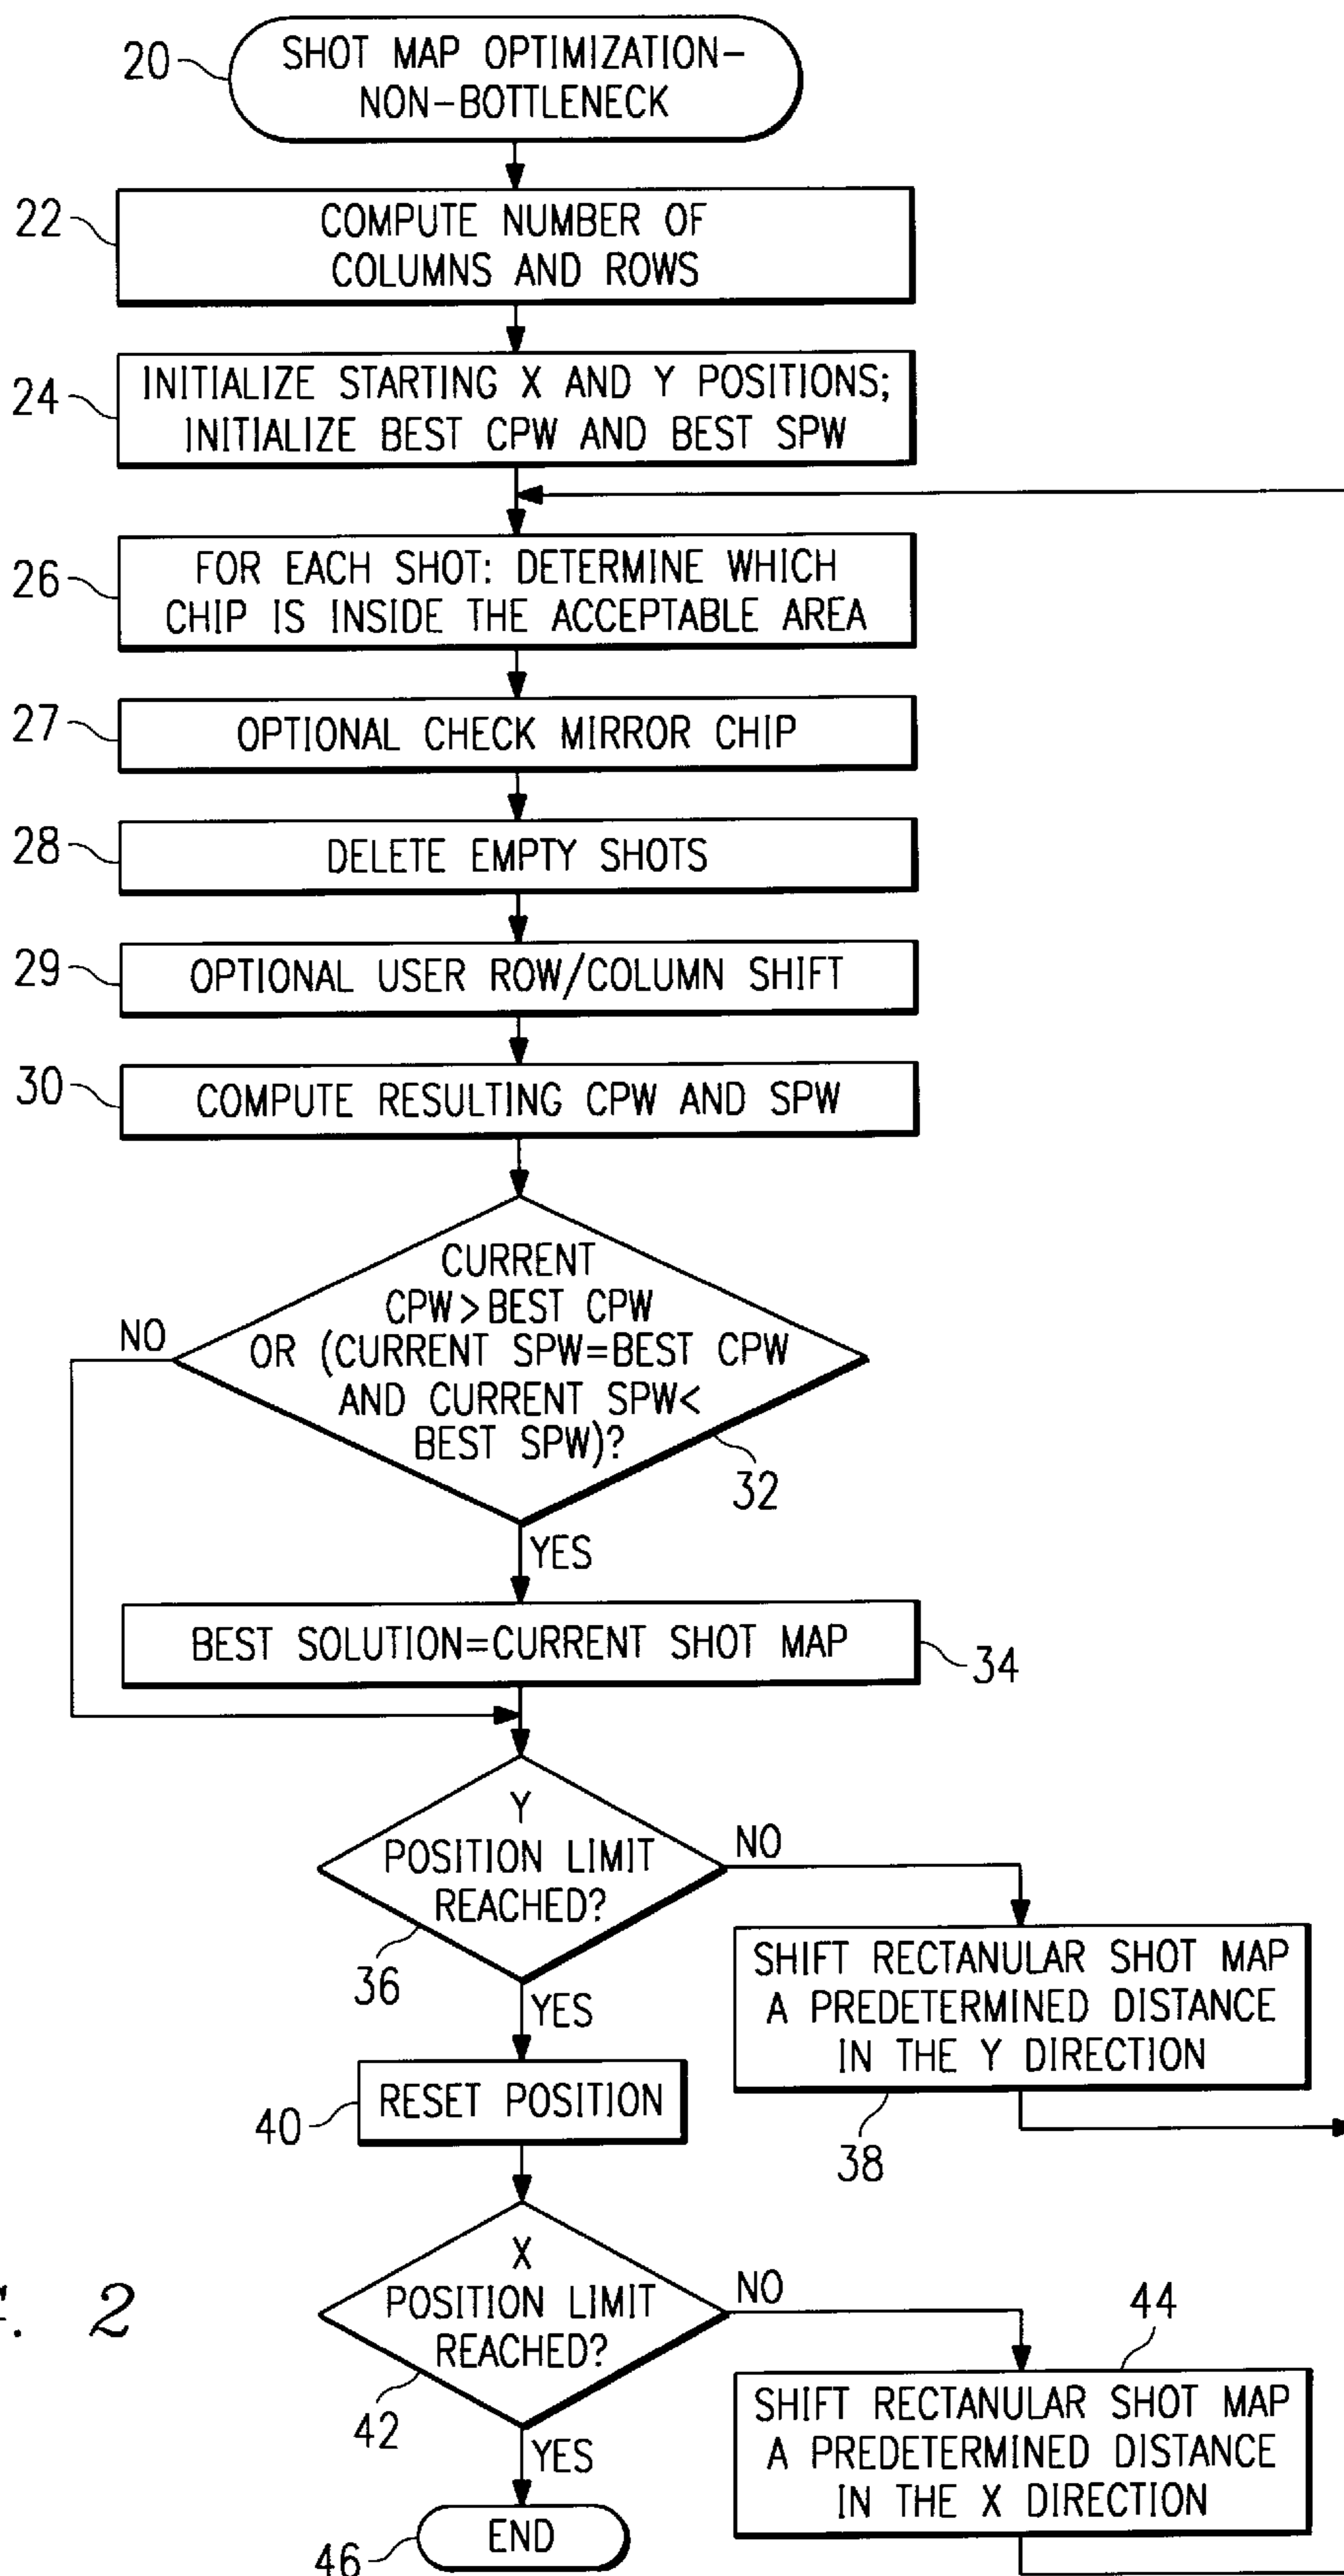 20
SHOT MAP OPTIMIZATION-
NON-BOTTLENECK
22
COMPUTE NUMBER OF
COLUMNS AND ROWS
24
INITIALIZE STARTING X AND Y POSITIONS;
INITIALIZE BEST CPW AND BEST SPW
26
FOR EACH SHOT: DETERMINE WHICH
CHIP IS INSIDE THE ACCEPTABLE AREA
27
OPTIONAL CHECK MIRROR CHIP
28
DELETE EMPTY SHOTS
29
OPTIONAL USER ROW/COLUMN SHIFT
30
COMPUTE RESULTING CPW AND SPW
CURRENT
CPW>BEST CPW
OR (CURRENT SPW=BEST CPW
AND CURRENT SPW<
BEST SPW)?
NO
32
YES
BEST SOLUTION=CURRENT SHOT MAP
34
Y
POSITION LIMIT
REACHED?
NO
36
YES
SHIFT RECTANULAR SHOT MAP
A PREDETERMINED DISTANCE
IN THE Y DIRECTION
38
40
RESET POSITION
X
POSITION LIMIT
REACHED?
NO
42
YES
44
SHIFT RECTANULAR SHOT MAP
A PREDETERMINED DISTANCE
IN THE X DIRECTION
46
END
2